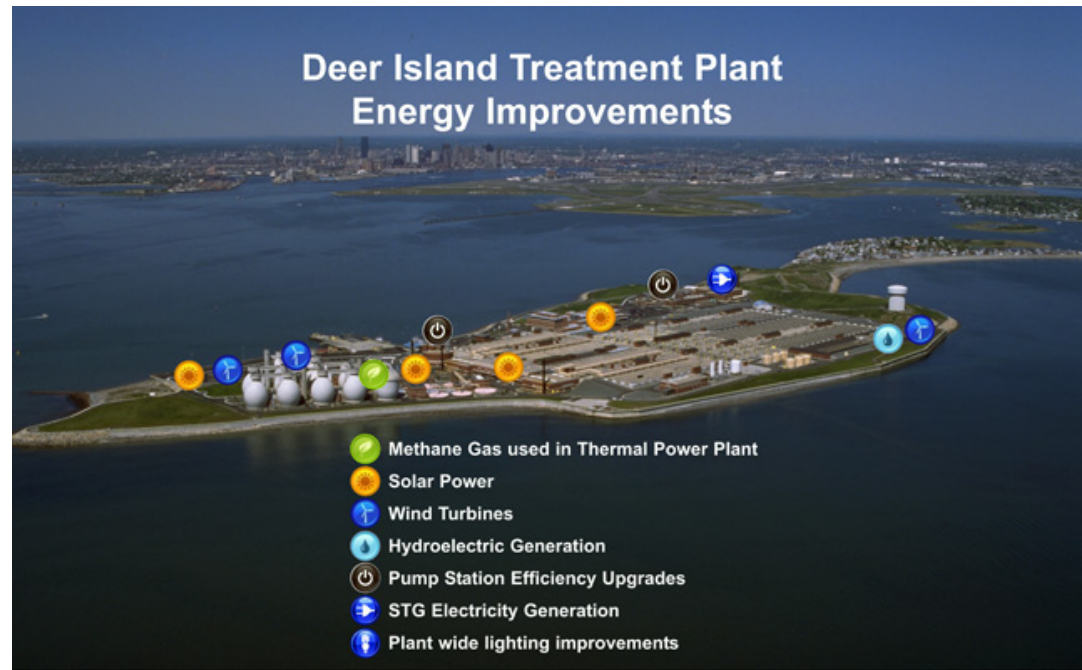 Deer Island Treatment Plant
Energy Improvements
Methane Gas used in Thermal Power Plant
Solar Power
Wind Turbines
Hydroelectric Generation
Pump Station Efficiency Upgrades
STG Electricity Generation
Plant wide lighting improvements